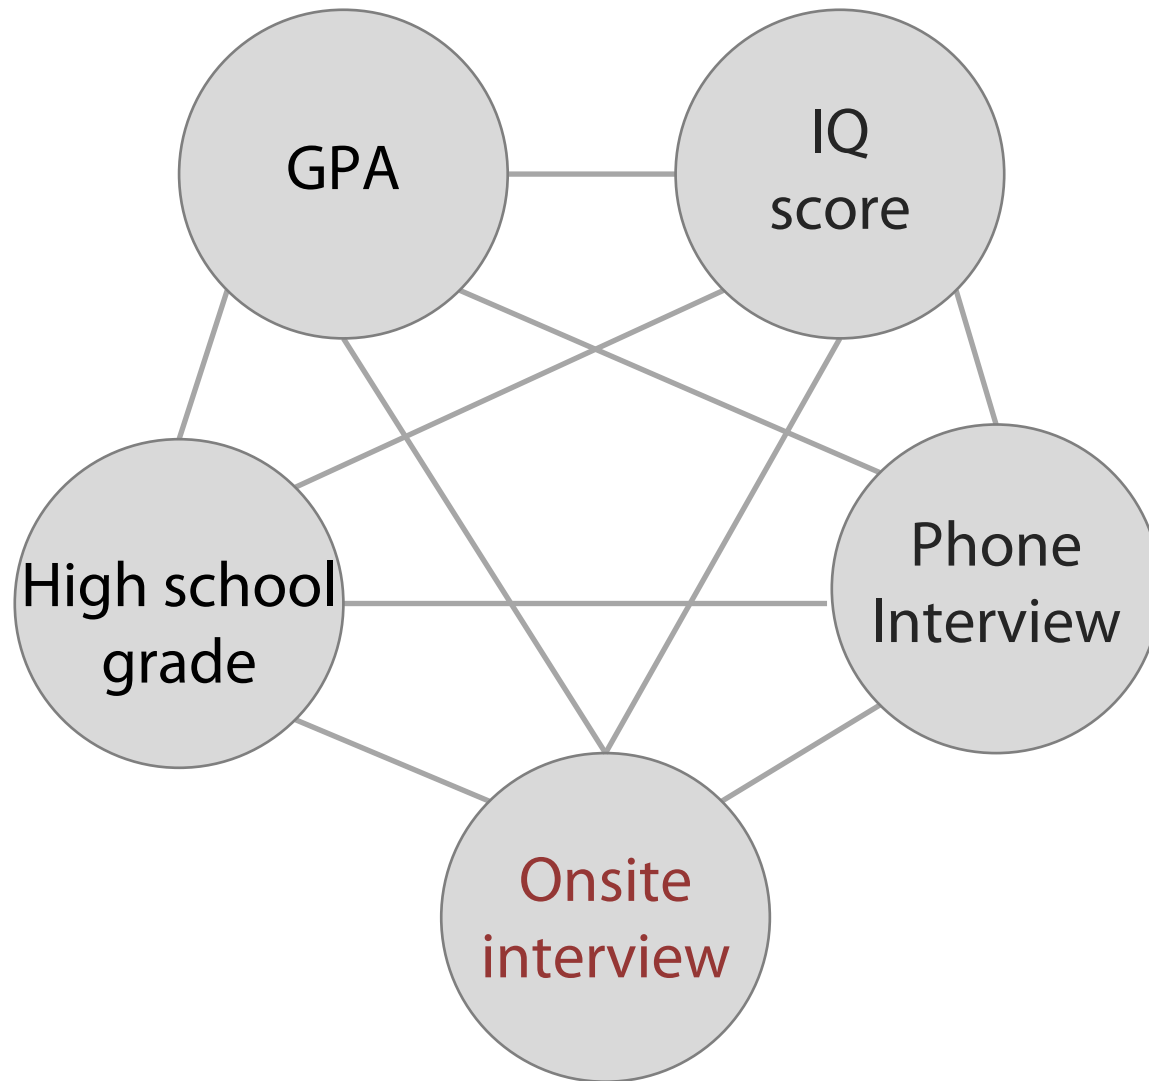 GPA
IQ
score
High school
grade
Phone
Interview
Onsite
interview